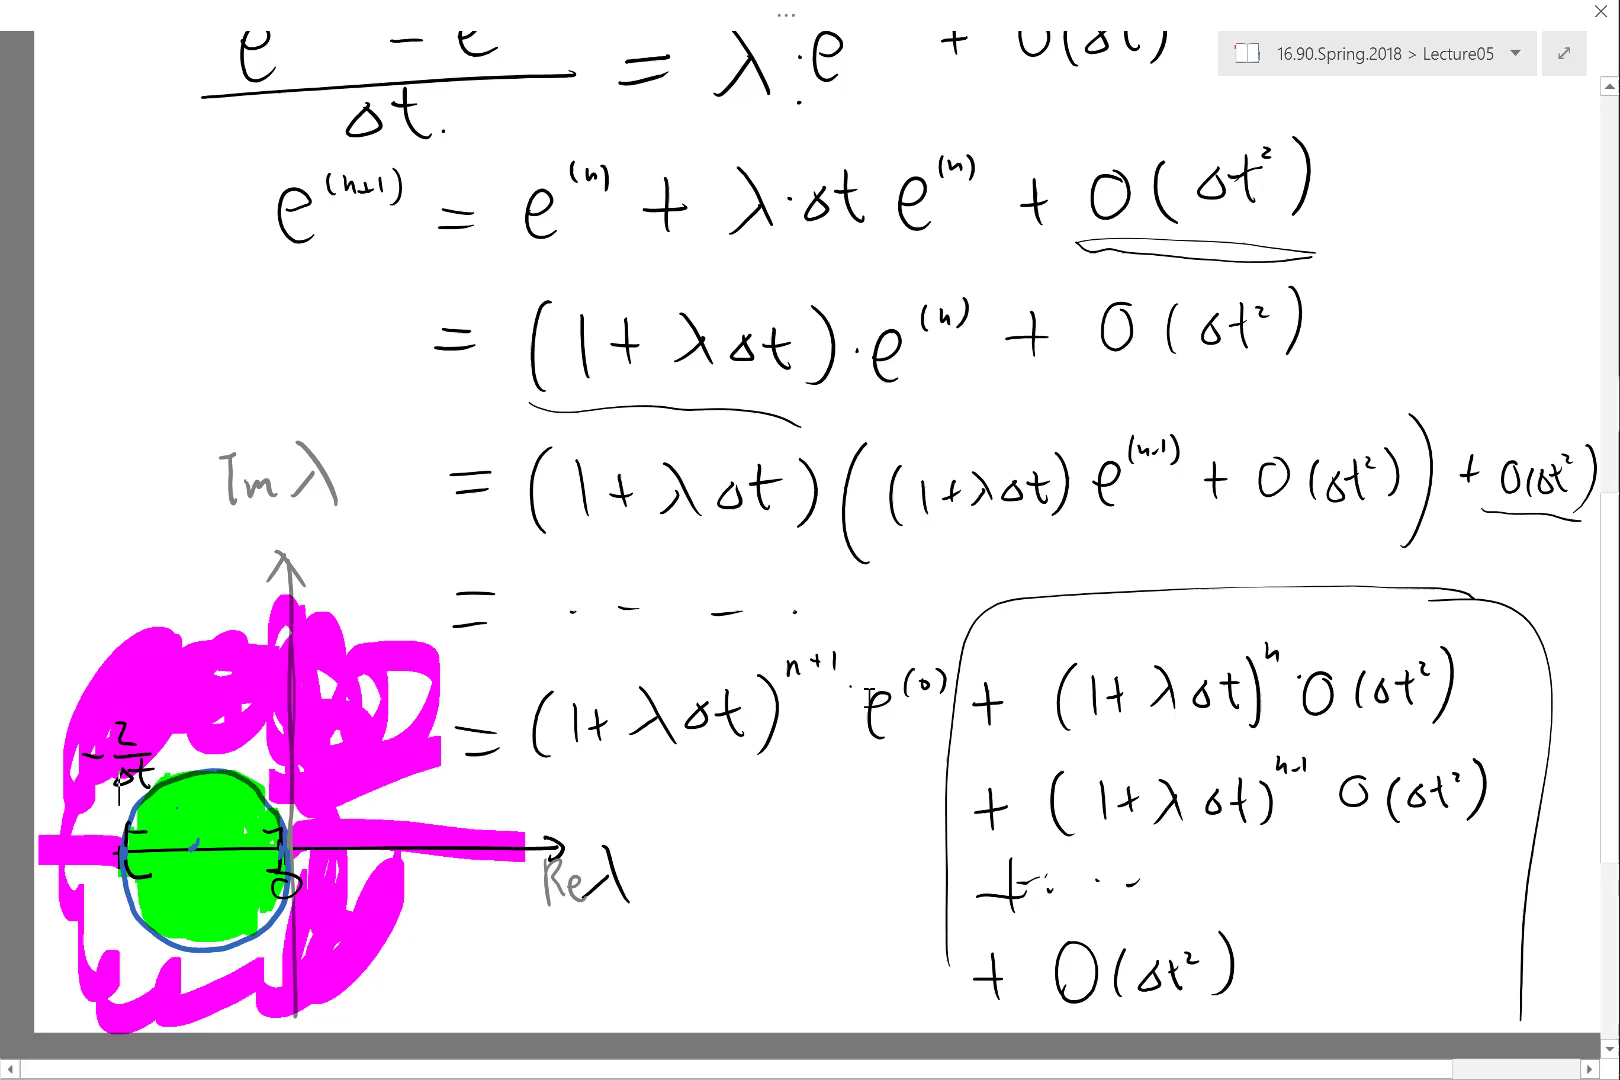 e − e / Δt. = λ.e + O(Δt)
16.90.Spring.2018 > Lecture05
e^(n+1) = e^(n) + λ·Δt e^(n) + O(Δt²)
= (1+λΔt)·e^(n) + O(Δt²)
Im λ
= (1+λΔt)((1+λΔt) e^(n-1) + O(Δt²)) + O(Δt²)
= . - - .
= (1+λΔt)^n+1 · e^(0) + (1+λΔt)^n · O(Δt²)
+ (1+λΔt)^n-1 O(Δt²)
+ · · -
+ O(Δt²)
−2/Δt
0
Re λ